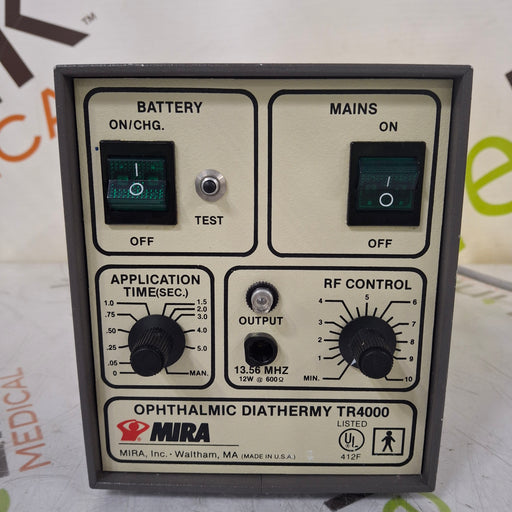 BATTERY
ON/CHG.
I
O
TEST
OFF
MAINS
ON
I
O
OFF
APPLICATION
TIME(SEC.)
1.0
.75
.50
.25
.05
0
1.5
2.0
3.0
4.0
5.0
MAN.
OUTPUT
13.56 MHZ
12W @ 600Ω
RF CONTROL
MIN.
1
2
3
4
5
6
7
8
9
10
OPHTHALMIC DIATHERMY TR4000
MIRA
MIRA, Inc. - Waltham, MA (MADE IN U.S.A.)
LISTED
UL
412F
MEDICAL